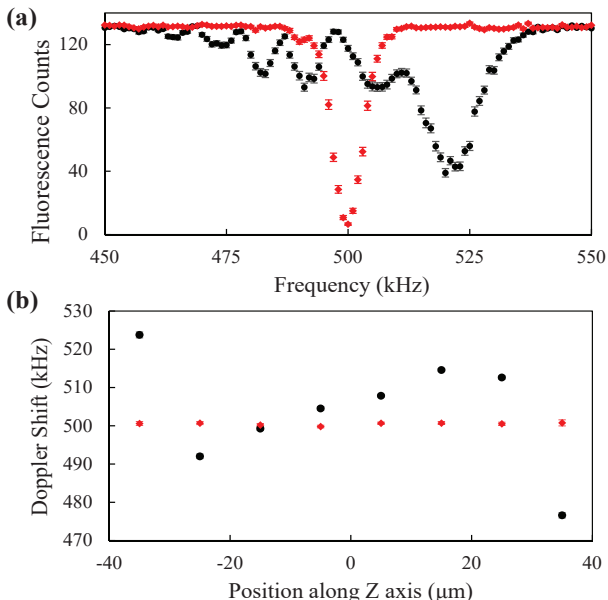 (a)
Fluorescence Counts
120
80
40
0
450 475 500 525 550
Frequency (kHz)
(b)
Doppler Shift (kHz)
530
520
510
500
490
480
470
-40 -20 0 20 40
Position along Z axis (μm)